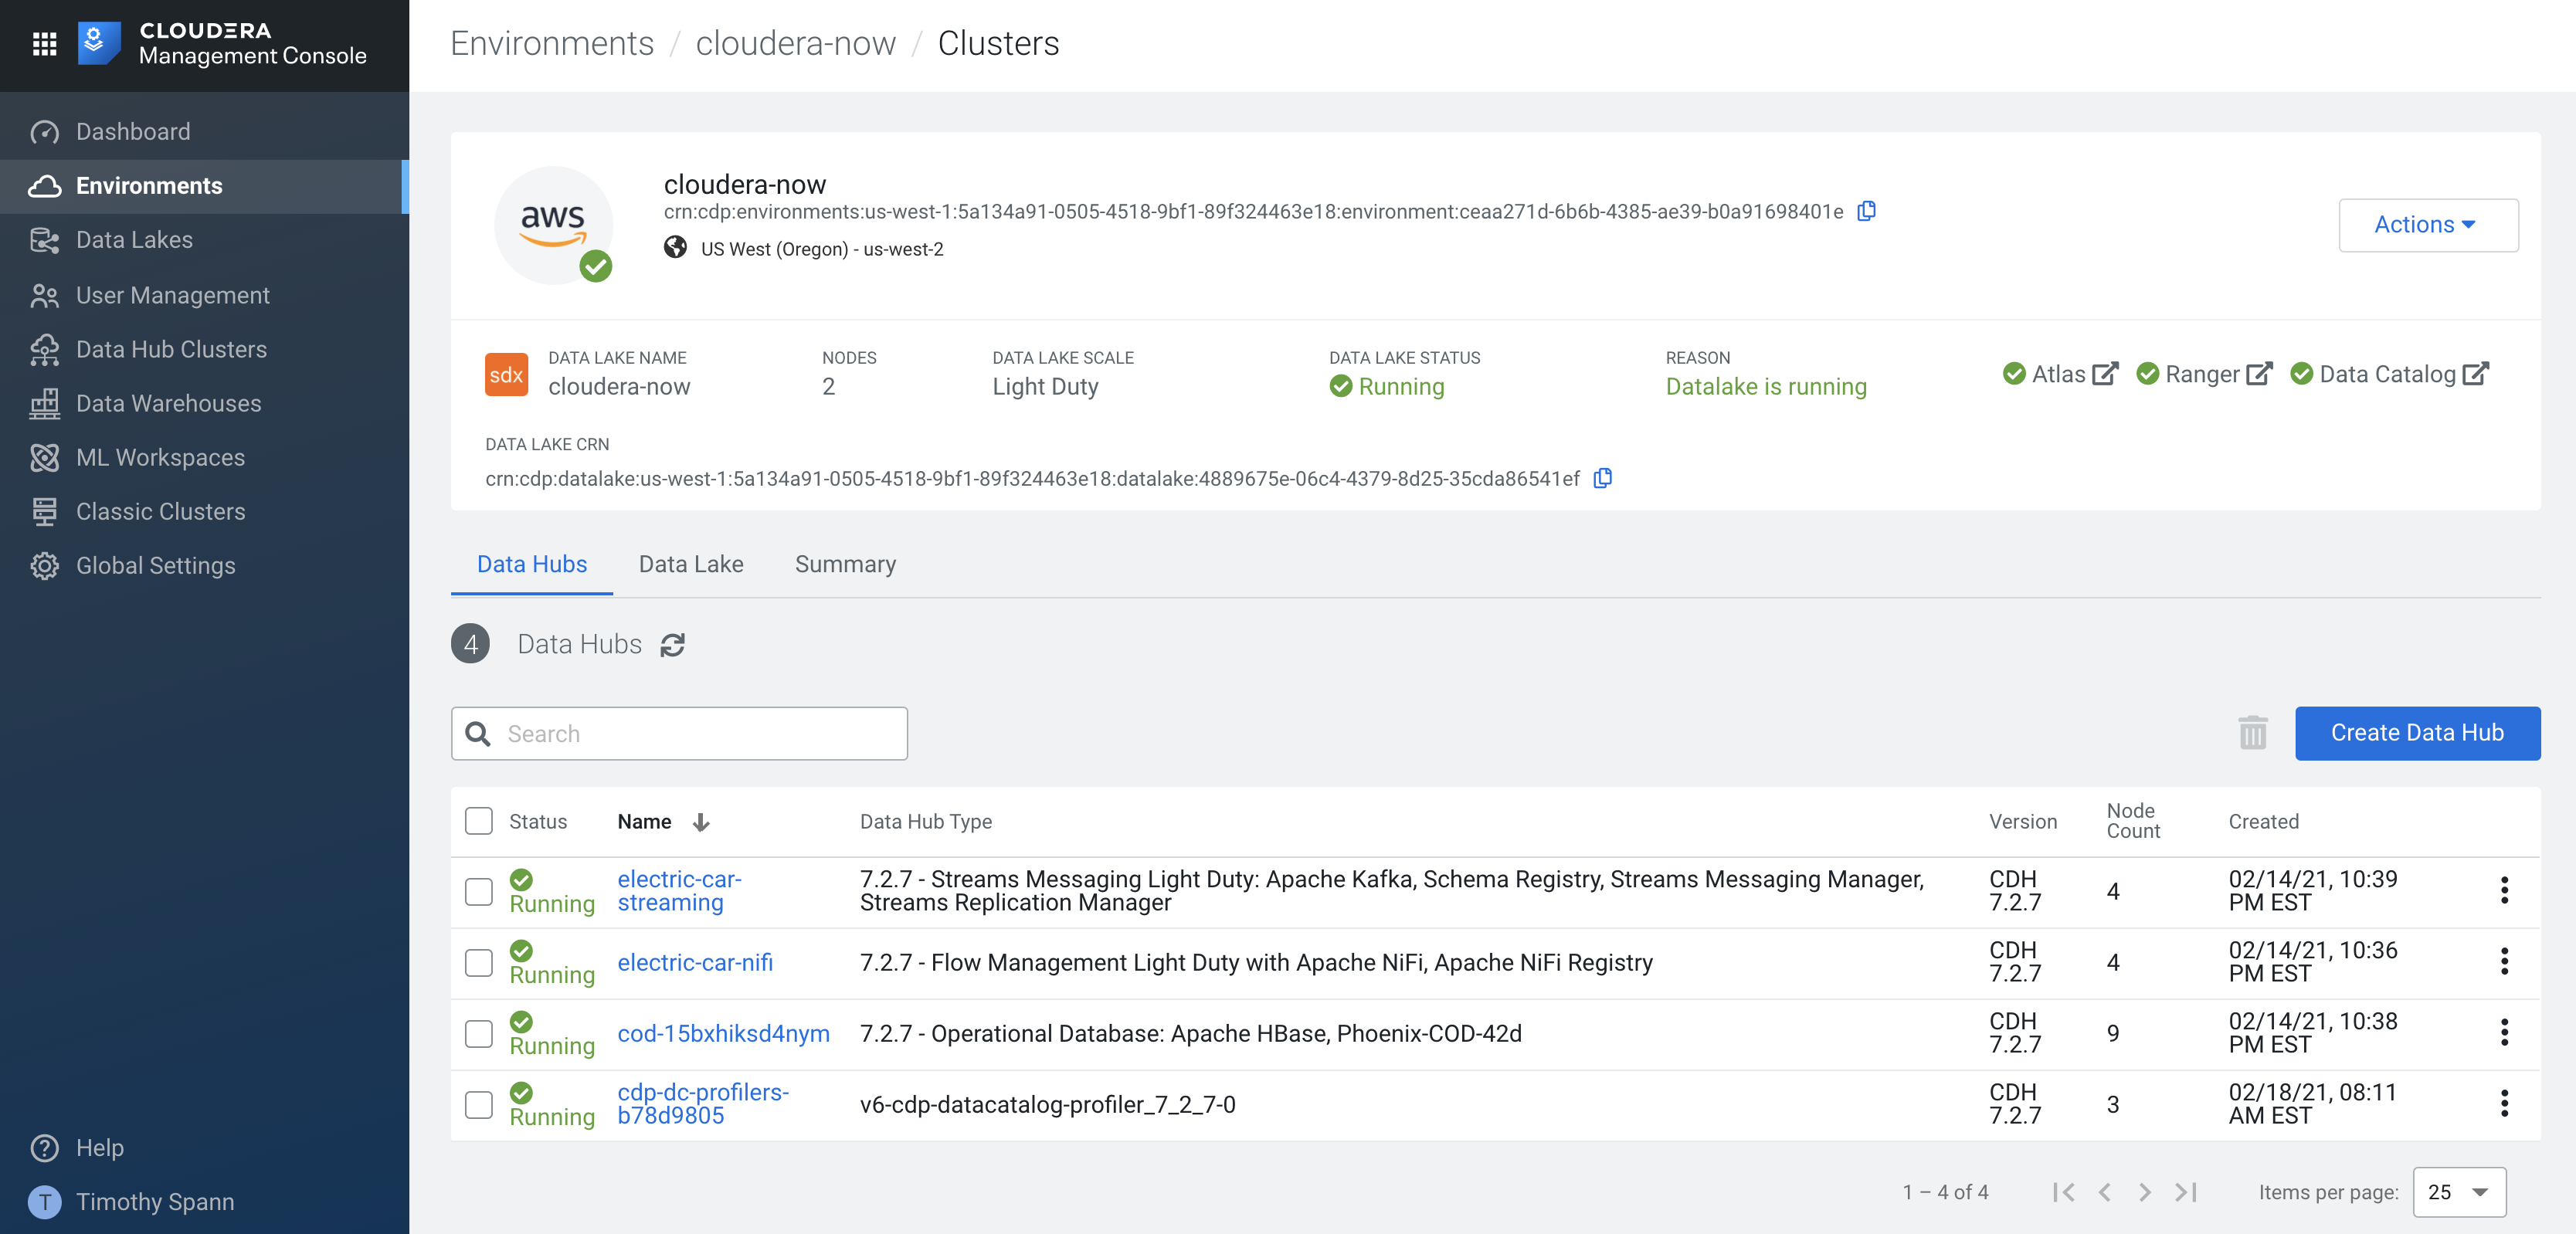 CLOUDERA
Management Console
Environments / cloudera-now / Clusters
Dashboard
Environments
Data Lakes
User Management
Data Hub Clusters
Data Warehouses
ML Workspaces
Classic Clusters
Global Settings
Help
T Timothy Spann
aws
cloudera-now
crn:cdp:environments:us-west-1:5a134a91-0505-4518-9bf1-89f324463e18:environment:ceaa271d-6b6b-4385-ae39-b0a91698401e
US West (Oregon) - us-west-2
Actions
sdx
DATA LAKE NAME
cloudera-now
NODES
2
DATA LAKE SCALE
Light Duty
DATA LAKE STATUS
Running
REASON
Datalake is running
Atlas Ranger Data Catalog
DATA LAKE CRN
crn:cdp:datalake:us-west-1:5a134a91-0505-4518-9bf1-89f324463e18:datalake:4889675e-06c4-4379-8d25-35cda86541ef
Data Hubs Data Lake Summary
4 Data Hubs
Search
Create Data Hub
Status Name Data Hub Type Version Node Count Created
Running
electric-car-
streaming
7.2.7 - Streams Messaging Light Duty: Apache Kafka, Schema Registry, Streams Messaging Manager,
Streams Replication Manager
CDH
7.2.7
4
02/14/21, 10:39
PM EST
Running
electric-car-nifi
7.2.7 - Flow Management Light Duty with Apache NiFi, Apache NiFi Registry
CDH
7.2.7
4
02/14/21, 10:36
PM EST
Running
cod-15bxhiksd4nym
7.2.7 - Operational Database: Apache HBase, Phoenix-COD-42d
CDH
7.2.7
9
02/14/21, 10:38
PM EST
Running
cdp-dc-profilers-
b78d9805
v6-cdp-datacatalog-profiler_7_2_7-0
CDH
7.2.7
3
02/18/21, 08:11
AM EST
1 – 4 of 4
Items per page: 25